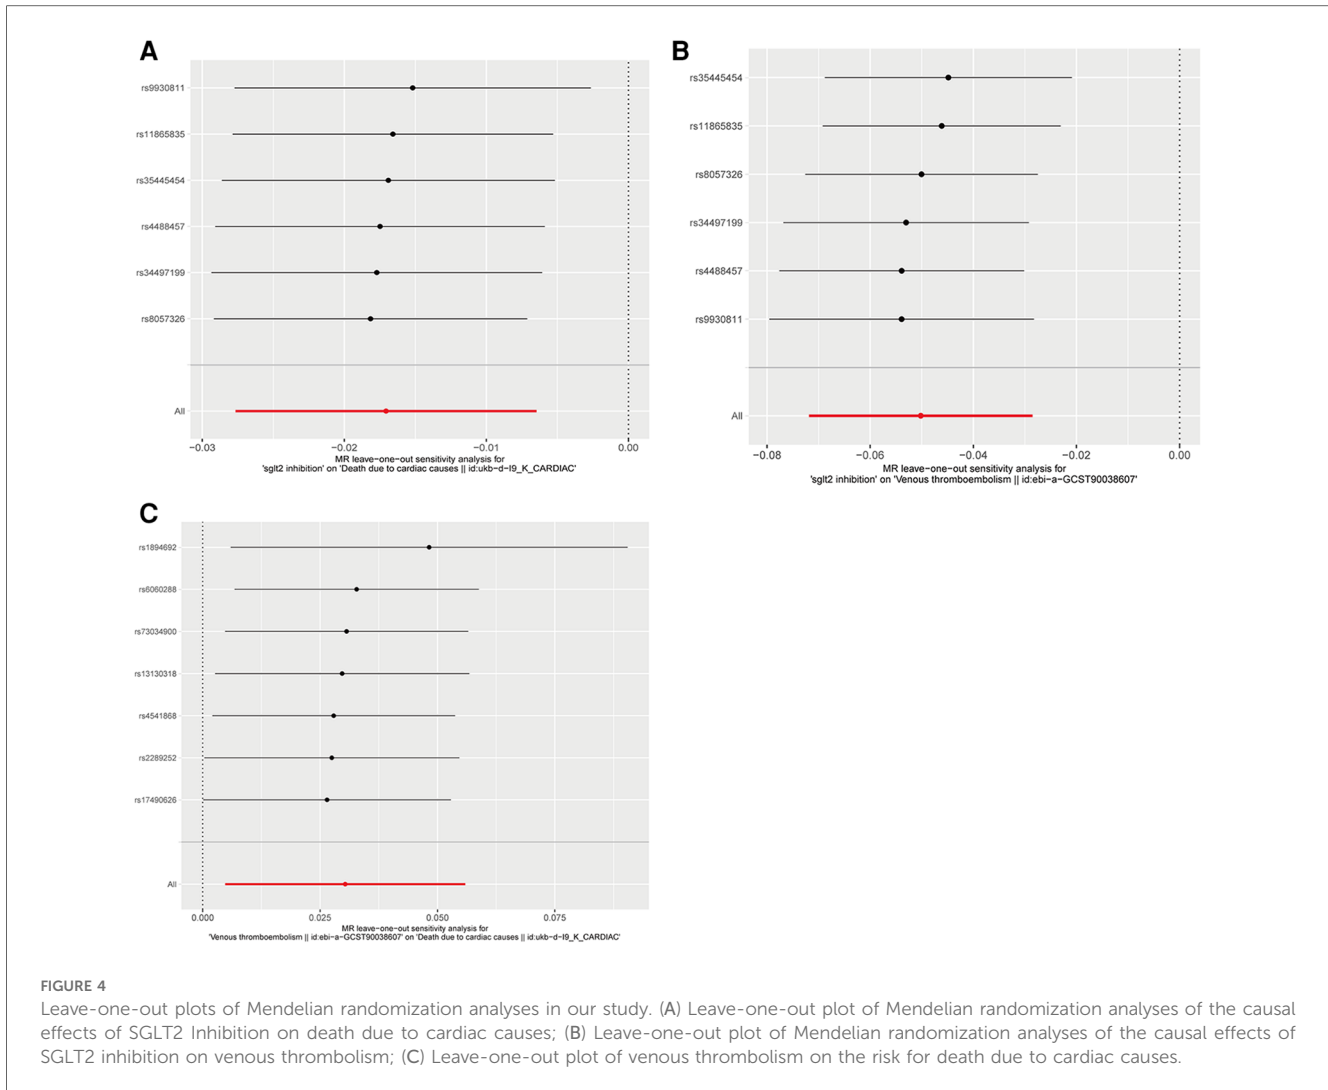 A
rs9930811
rs11865835
rs35445454
rs4488457
rs34497199
rs8057326
All
−0.03 −0.02 −0.01 0.00
MR leave−one−out sensitivity analysis for
'sglt2 inhibition' on 'Death due to cardiac causes || id:ukb−d−I9_K_CARDIAC'
B
rs35445454
rs11865835
rs8057326
rs34497199
rs4488457
rs9930811
All
−0.08 −0.06 −0.04 −0.02 0.00
MR leave−one−out sensitivity analysis for
'sglt2 inhibition' on 'Venous thromboembolism || id:ebi−a−GCST90038607'
C
rs1894692
rs6060288
rs73034900
rs13130318
rs4541868
rs2289252
rs17490626
All
0.000 0.025 0.050 0.075
MR leave−one−out sensitivity analysis for
'Venous thromboembolism || id:ebi−a−GCST90038607' on 'Death due to cardiac causes || id:ukb−d−I9_K_CARDIAC'
FIGURE 4
Leave-one-out plots of Mendelian randomization analyses in our study. (A) Leave-one-out plot of Mendelian randomization analyses of the causal
effects of SGLT2 Inhibition on death due to cardiac causes; (B) Leave-one-out plot of Mendelian randomization analyses of the causal effects of
SGLT2 inhibition on venous thrombolism; (C) Leave-one-out plot of venous thrombolism on the risk for death due to cardiac causes.